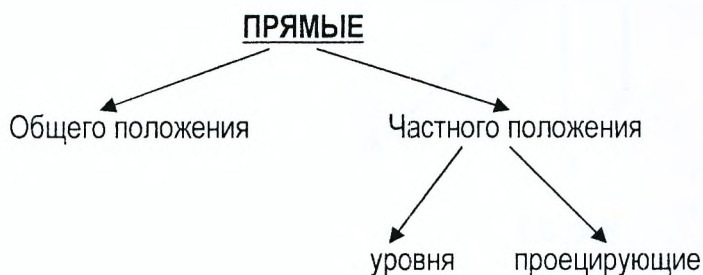 ПРЯМЫЕ
Общего положения Частного положения
уровня проецирующие